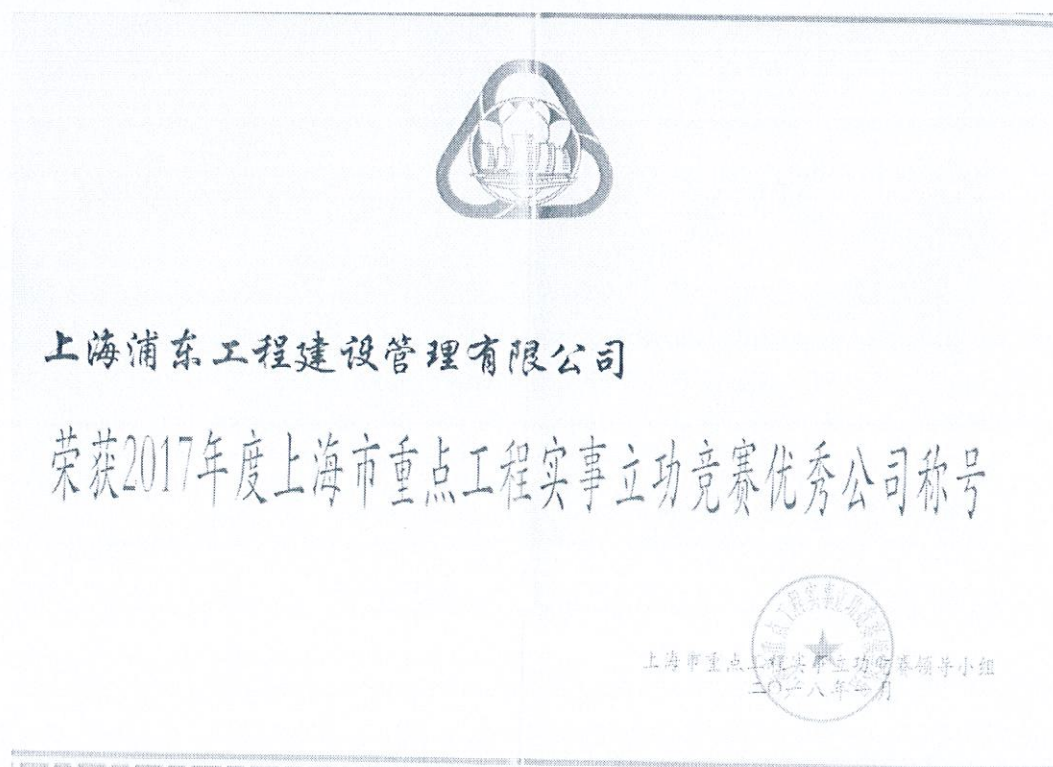 上海浦东工程建设管理有限公司
荣获2017年度上海市重点工程实事立功竞赛优秀公司称号
上海市重点工程实事立功竞赛领导小组
二〇一八年一月